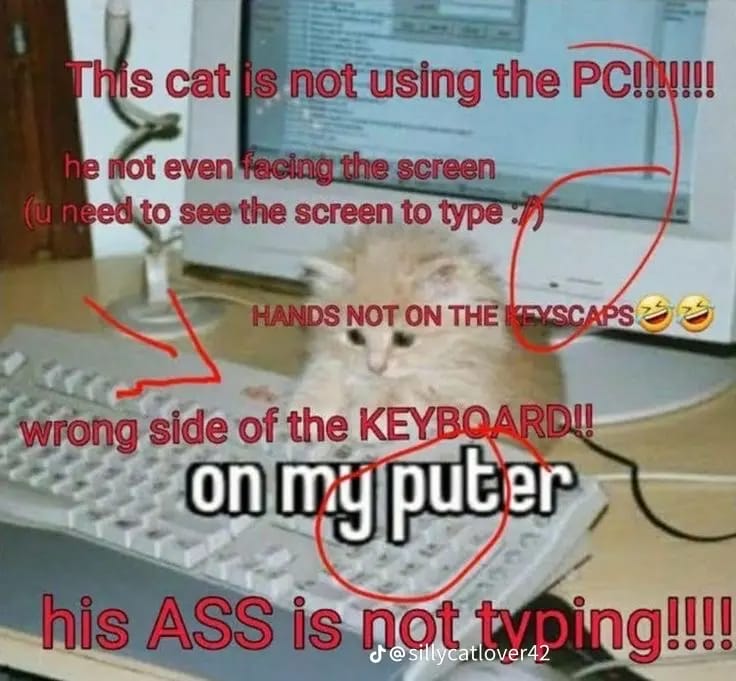 This cat is not using the PC!!!!!!!!
he not even facing the screen
(u need to see the screen to type :/)
HANDS NOT ON THE KEYSCAPS🤣🤣
wrong side of the KEYBOARD!!
on my puter
his ASS is not typing!!!!
@sillycatlover42